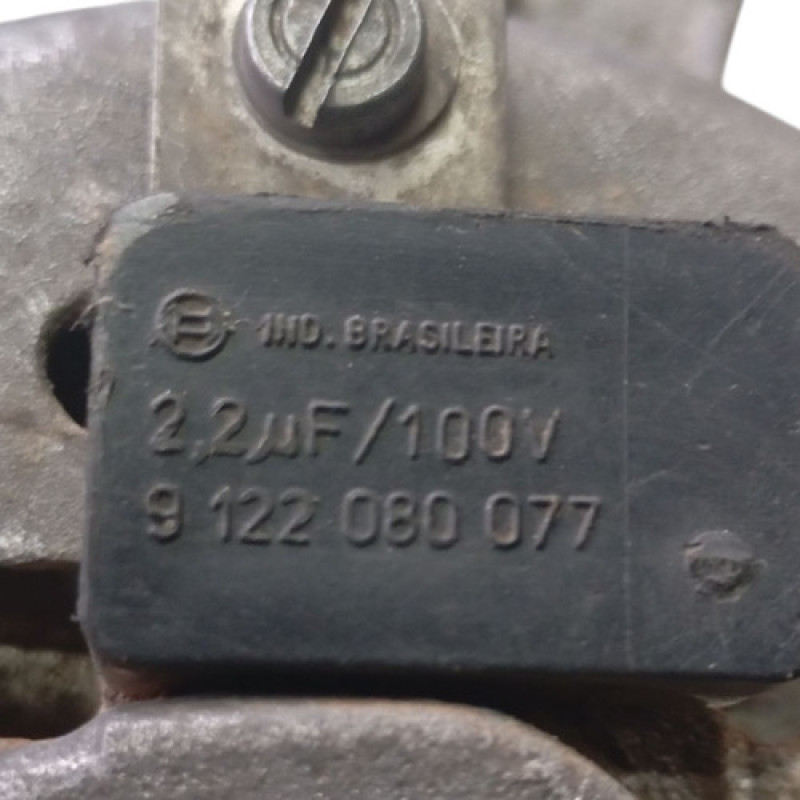 IND. BRASILEIRA
2,2µF/100V
9 122 080 077